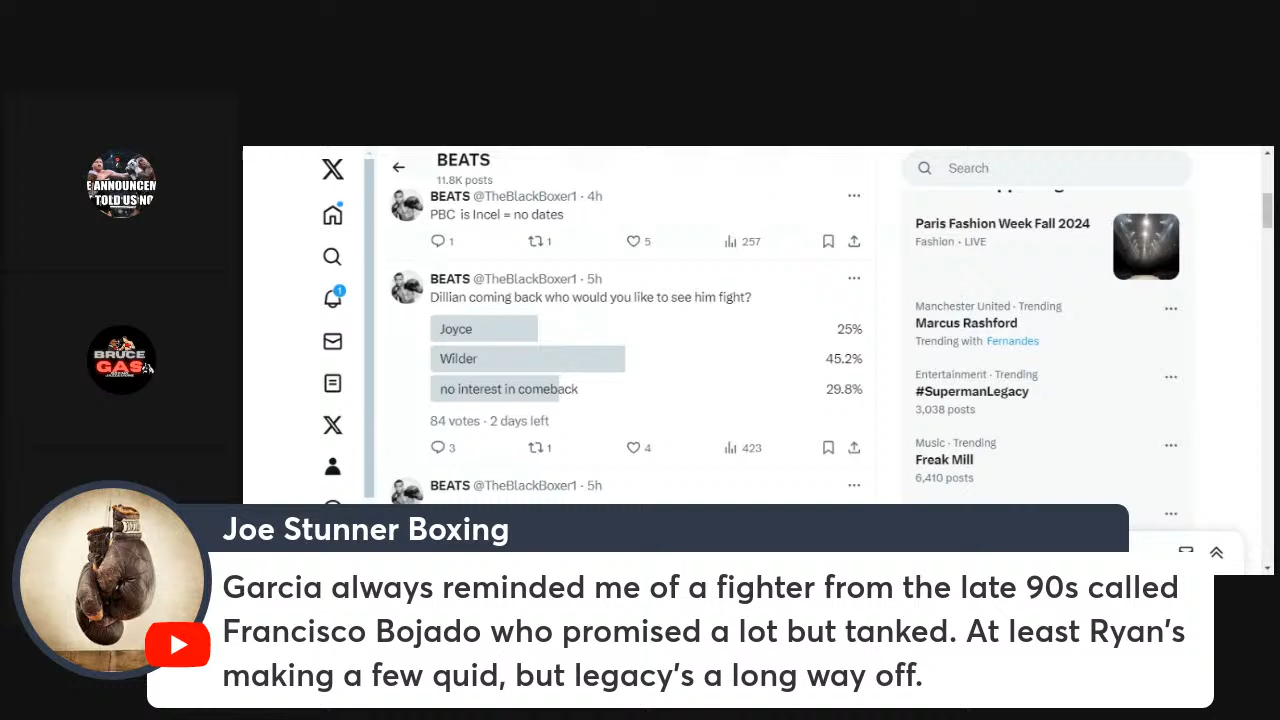 E ANNOUNCEM
TOLD US NO
BRUCE
GAS
BEATS
11.8K posts
BEATS @TheBlackBoxer1 · 4h
PBC is Incel = no dates
1 1 5 257
BEATS @TheBlackBoxer1 · 5h
Dillian coming back who would you like to see him fight?
Joyce 25%
Wilder 45.2%
no interest in comeback 29.8%
84 votes · 2 days left
3 1 4 423
BEATS @TheBlackBoxer1 · 5h
1
Search
Paris Fashion Week Fall 2024
Fashion · LIVE
Manchester United · Trending
Marcus Rashford
Trending with Fernandes
Entertainment · Trending
#SupermanLegacy
3,038 posts
Music · Trending
Freak Mill
6,410 posts
Joe Stunner Boxing
Garcia always reminded me of a fighter from the late 90s called
Francisco Bojado who promised a lot but tanked. At least Ryan's
making a few quid, but legacy's a long way off.